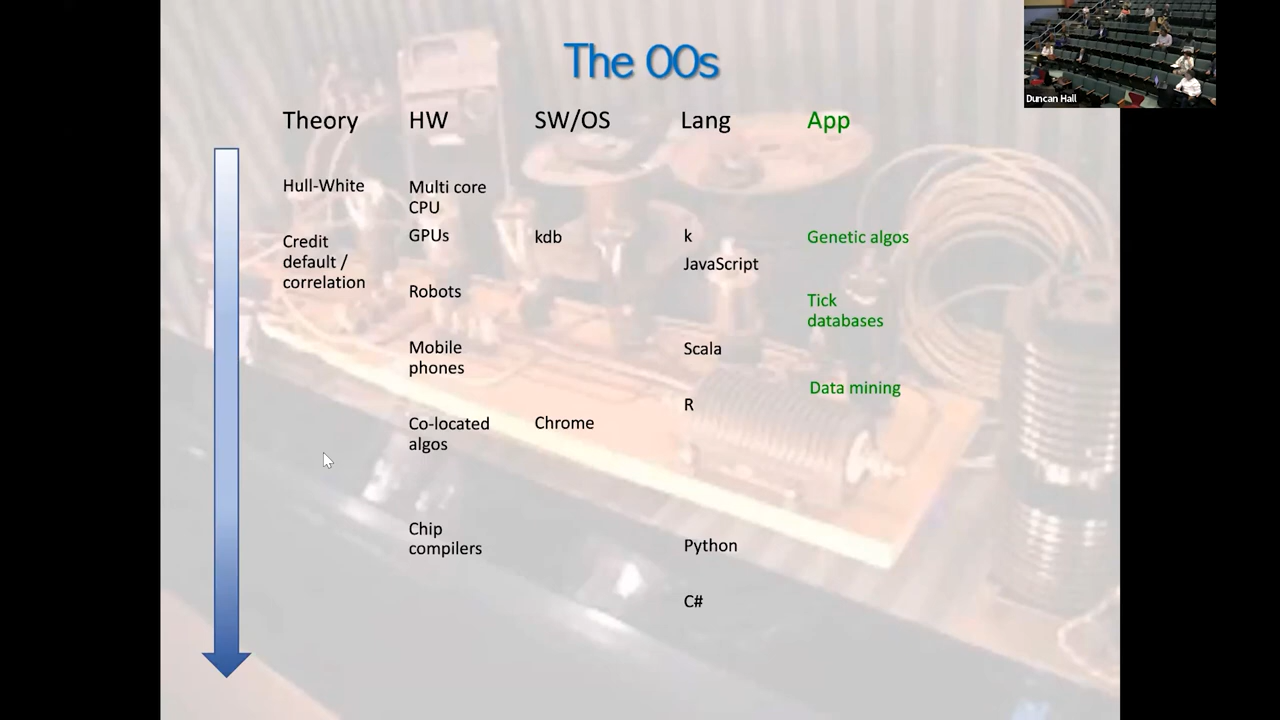 The 00s
Duncan Hall
Theory HW SW/OS Lang App
Hull-White
Credit
default /
correlation
Multi core
CPU
GPUs
Robots
Mobile
phones
Co-located
algos
Chip
compilers
kdb
Chrome
k
JavaScript
Scala
R
Python
C#
Genetic algos
Tick
databases
Data mining